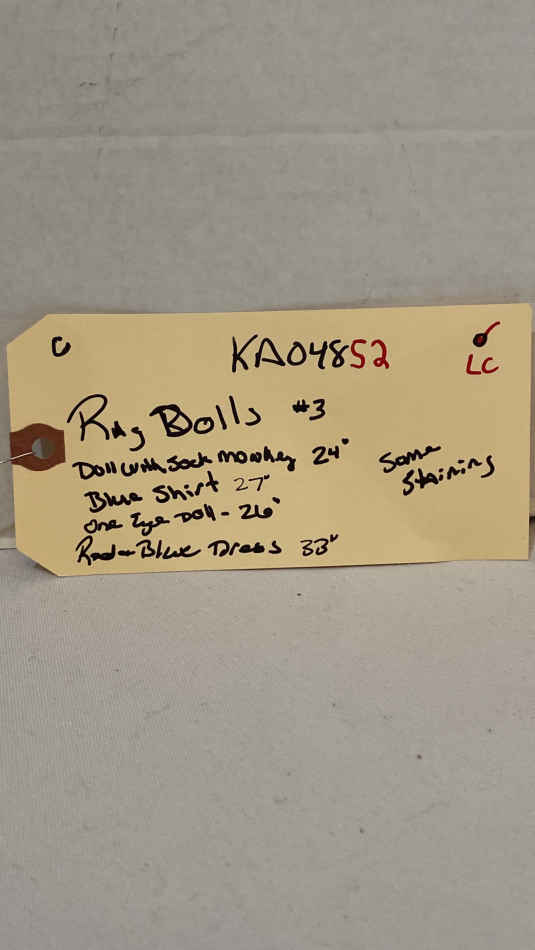 C
KA04852
LC
Rag Dolls #3
Doll with Sock Monkey 24"
Blue Shirt 27"
One Eye Doll - 26"
Red + Blue Dress 33"
Some
Staining